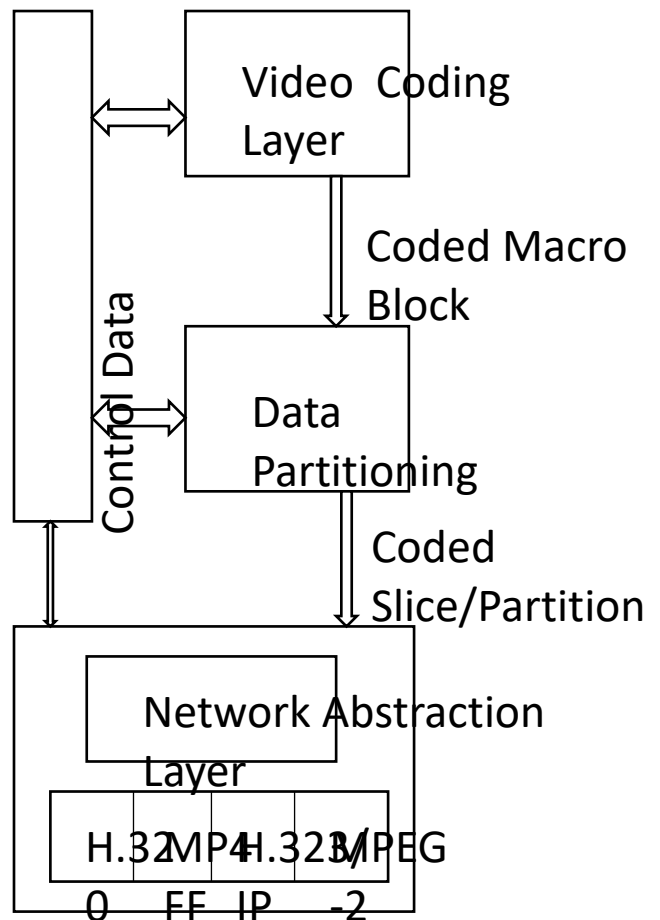 Video Coding
Layer
Coded Macro
Block
Control Data
Data
Partitioning
Coded
Slice/Partition
Network Abstraction
Layer
H.32 MP4 H.323/ MPEG
0 FF IP -2